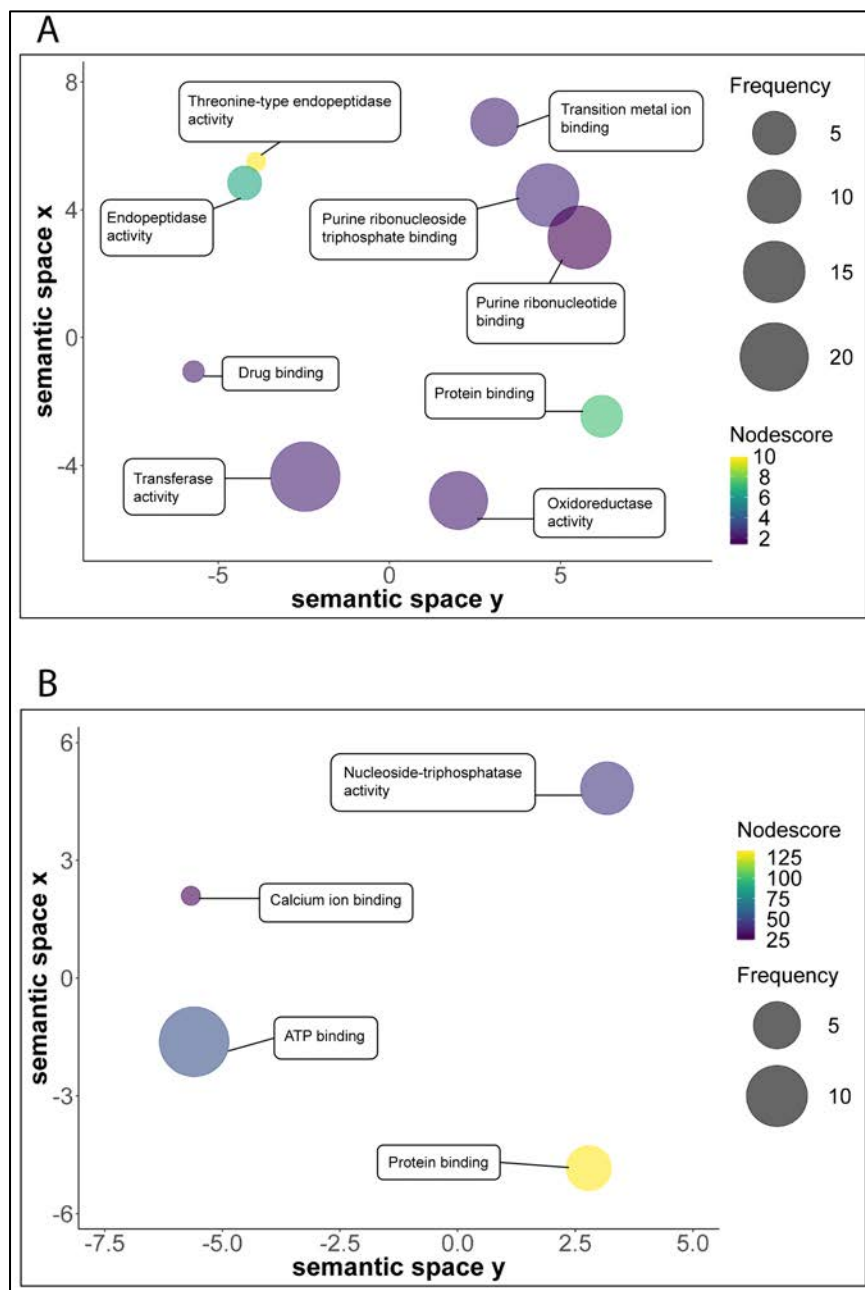 A
8
4
0
-4
semantic space x
Threonine-type endopeptidase
activity
Transition metal ion
binding
Endopeptidase
activity
Purine ribonucleoside
triphosphate binding
Purine ribonucleotide
binding
Drug binding
Protein binding
Transferase
activity
Oxidoreductase
activity
-5
0
5
semantic space y
Frequency
5
10
15
20
Nodescore
10
8
6
4
2
B
6
3
0
-3
-6
semantic space x
Nucleoside-triphosphatase
activity
Calcium ion binding
ATP binding
Protein binding
-7.5
-5.0
-2.5
0.0
2.5
5.0
semantic space y
Nodescore
125
100
75
50
25
Frequency
5
10